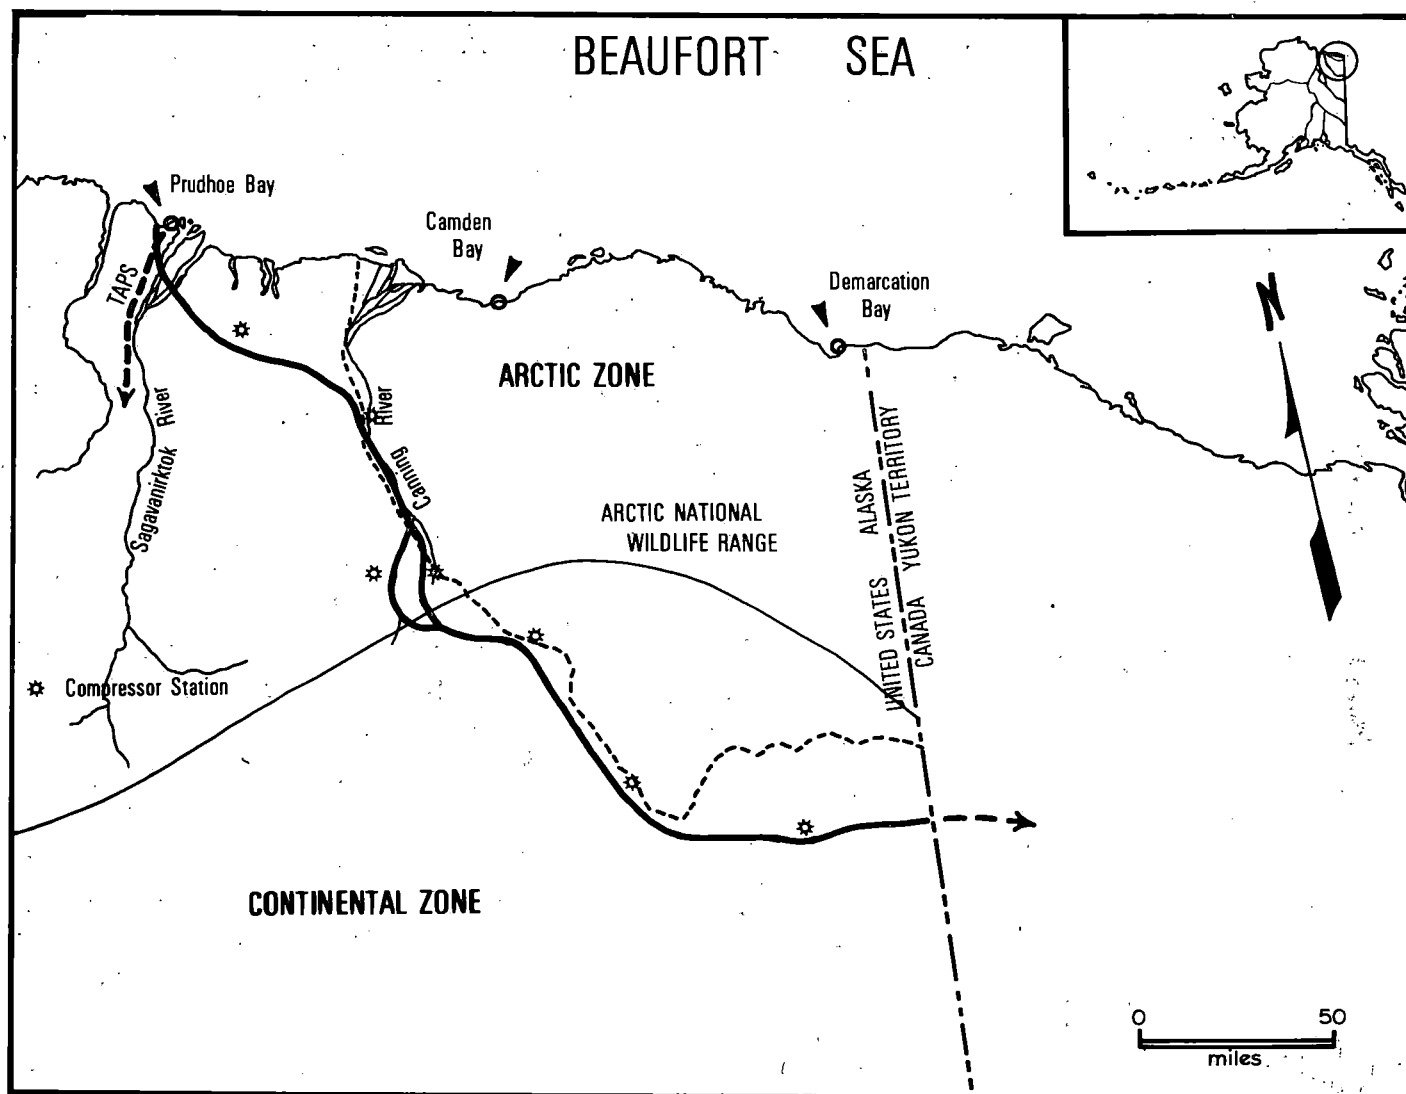 BEAUFORT SEA
Prudhoe Bay
Camden
Bay
Demarcation
Bay
N
TAPS
ARCTIC ZONE
River
Canning
Sagavanirktok River
ARCTIC NATIONAL
WILDLIFE RANGE
UNITED STATES ALASKA
CANADA YUKON TERRITORY
Compressor Station
CONTINENTAL ZONE
0 50
miles